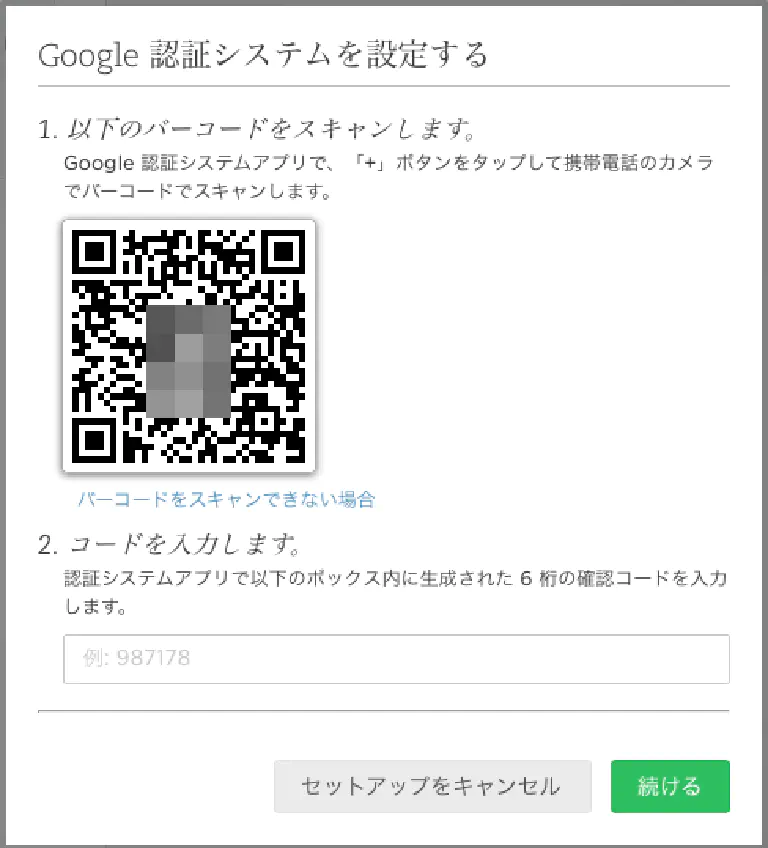 Google 認証システムを設定する
1. 以下のバーコードをスキャンします。
Google 認証システムアプリで、「+」ボタンをタップして携帯電話のカメラ
でバーコードでスキャンします。
バーコードをスキャンできない場合
2. コードを入力します。
認証システムアプリで以下のボックス内に生成された 6 桁の確認コードを入力
します。
例: 987178
セットアップをキャンセル
続ける